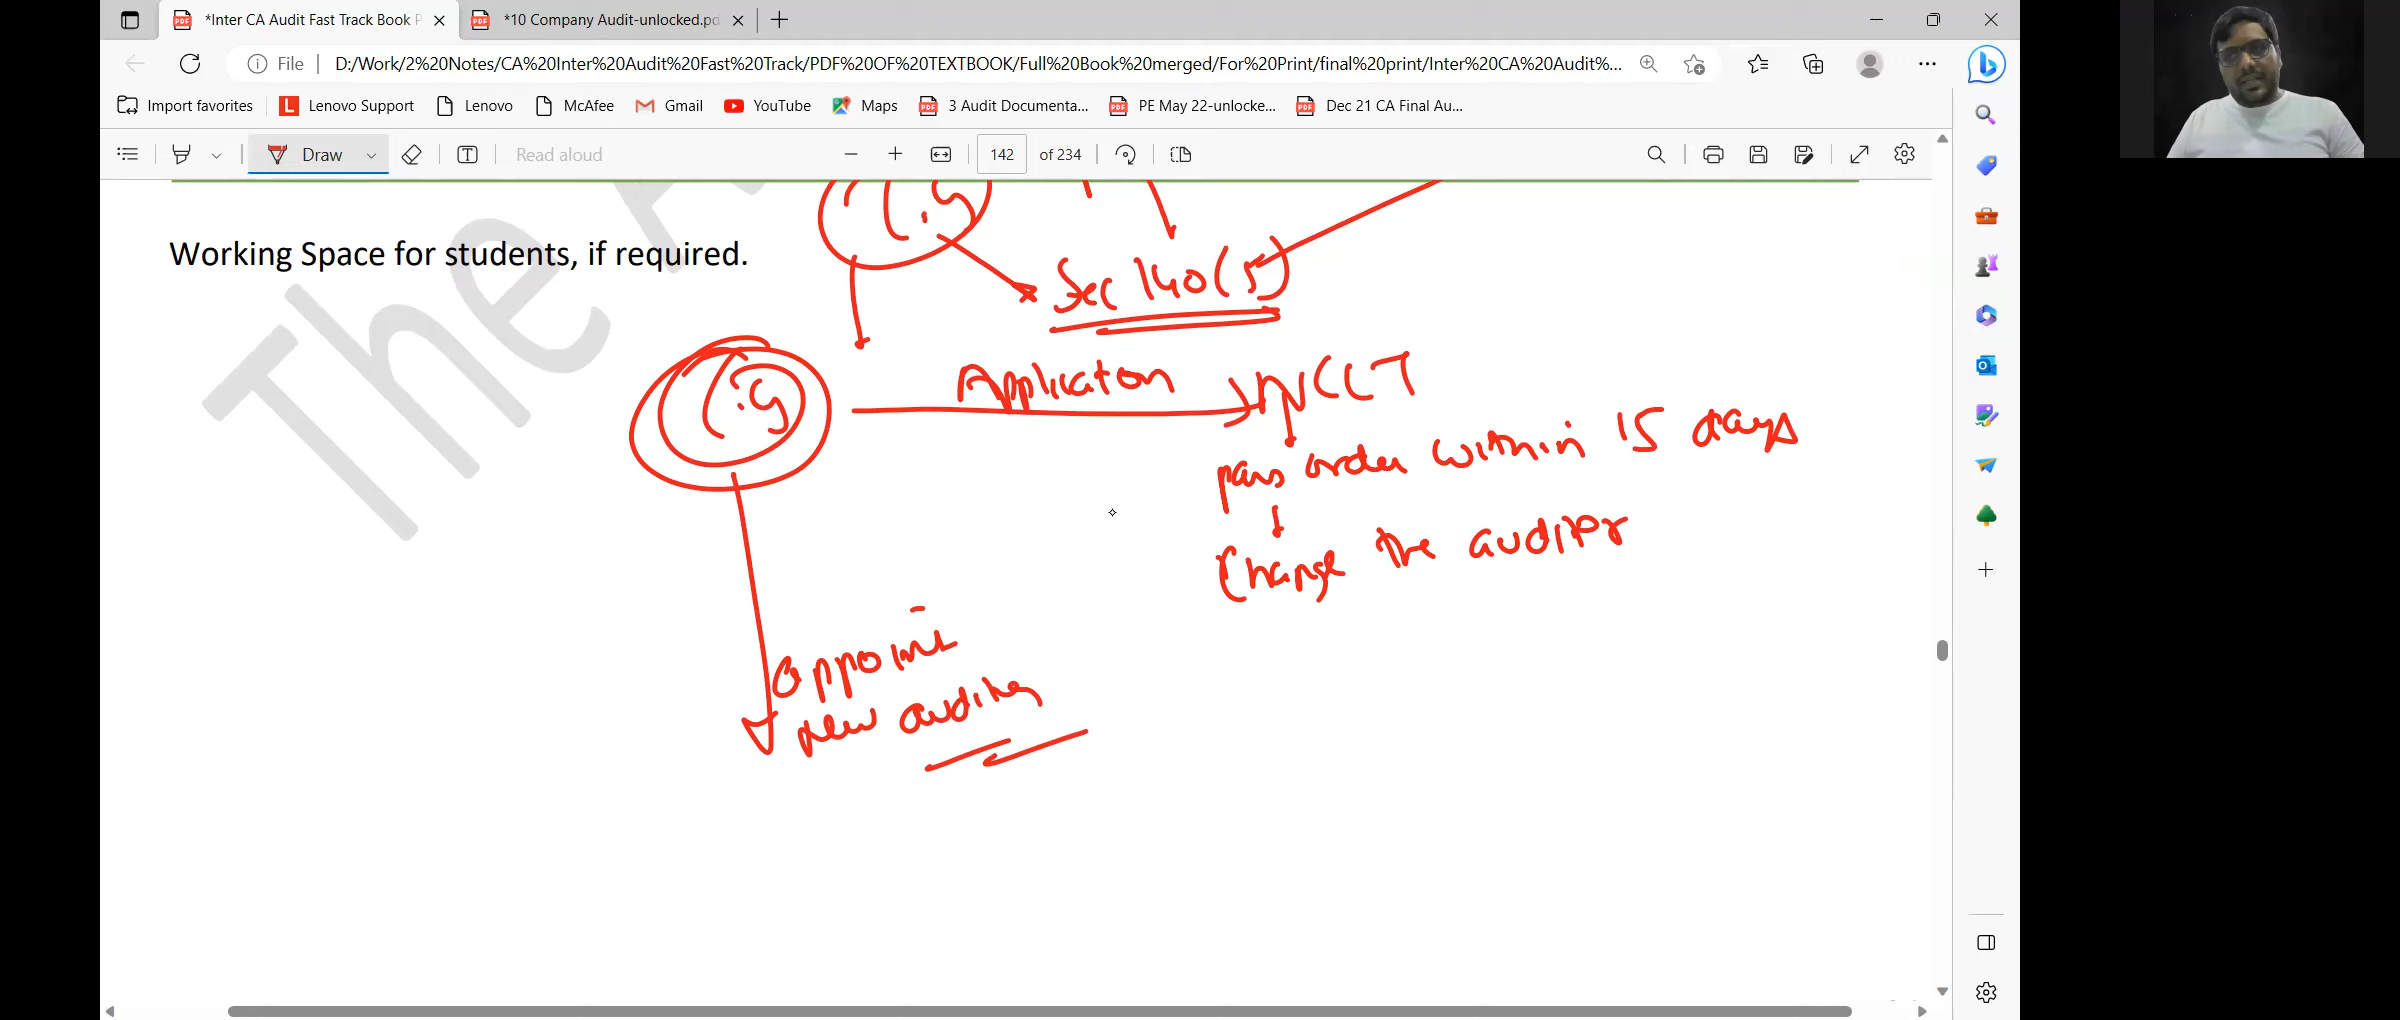 *Inter CA Audit Fast Track Book P
*10 Company Audit-unlocked.pd
File
D:/Work/2%20Notes/CA%20Inter%20Audit%20Fast%20Track/PDF%20OF%20TEXTBOOK/Full%20Book%20merged/For%20Print/final%20print/Inter%20CA%20Audit%...
Import favorites
Lenovo Support
Lenovo
McAfee
Gmail
YouTube
Maps
3 Audit Documenta...
PE May 22-unlocke...
Dec 21 CA Final Au...
Draw
Read aloud
142
of 234
C.G
Working Space for students, if required.
Sec 140(5)
The A
C.G
Application
NCLT
pass order within 15 days
Change the auditor
appoint
new auditor